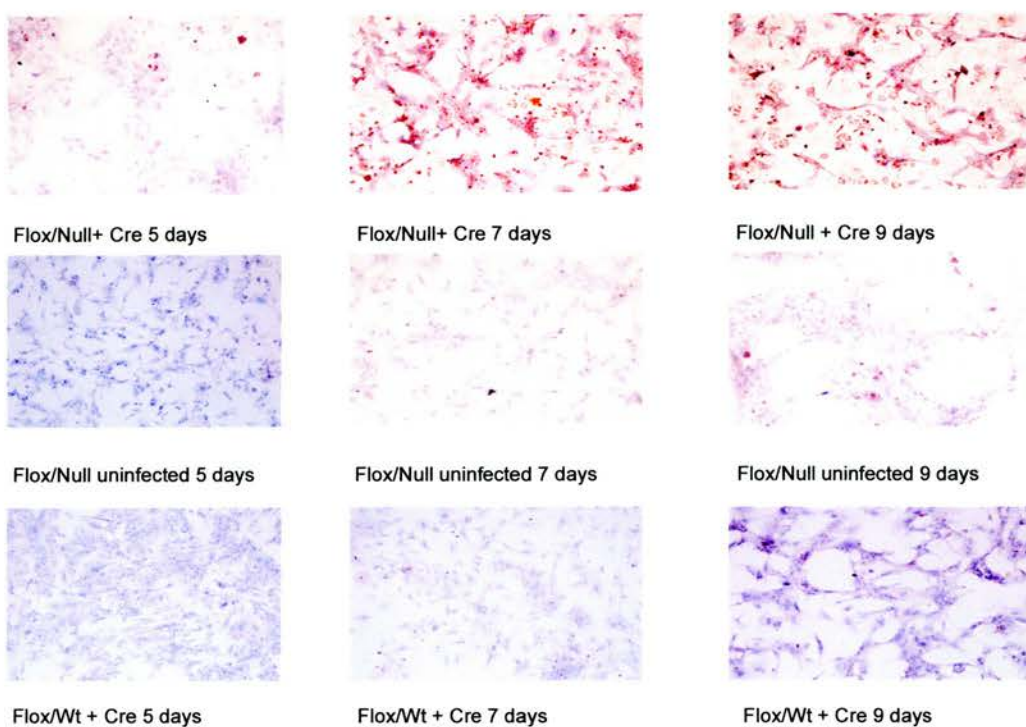 Flox/Null+ Cre 5 days
Flox/Null+ Cre 7 days
Flox/Null + Cre 9 days
Flox/Null uninfected 5 days
Flox/Null uninfected 7 days
Flox/Null uninfected 9 days
Flox/Wt + Cre 5 days
Flox/Wt + Cre 7 days
Flox/Wt + Cre 9 days